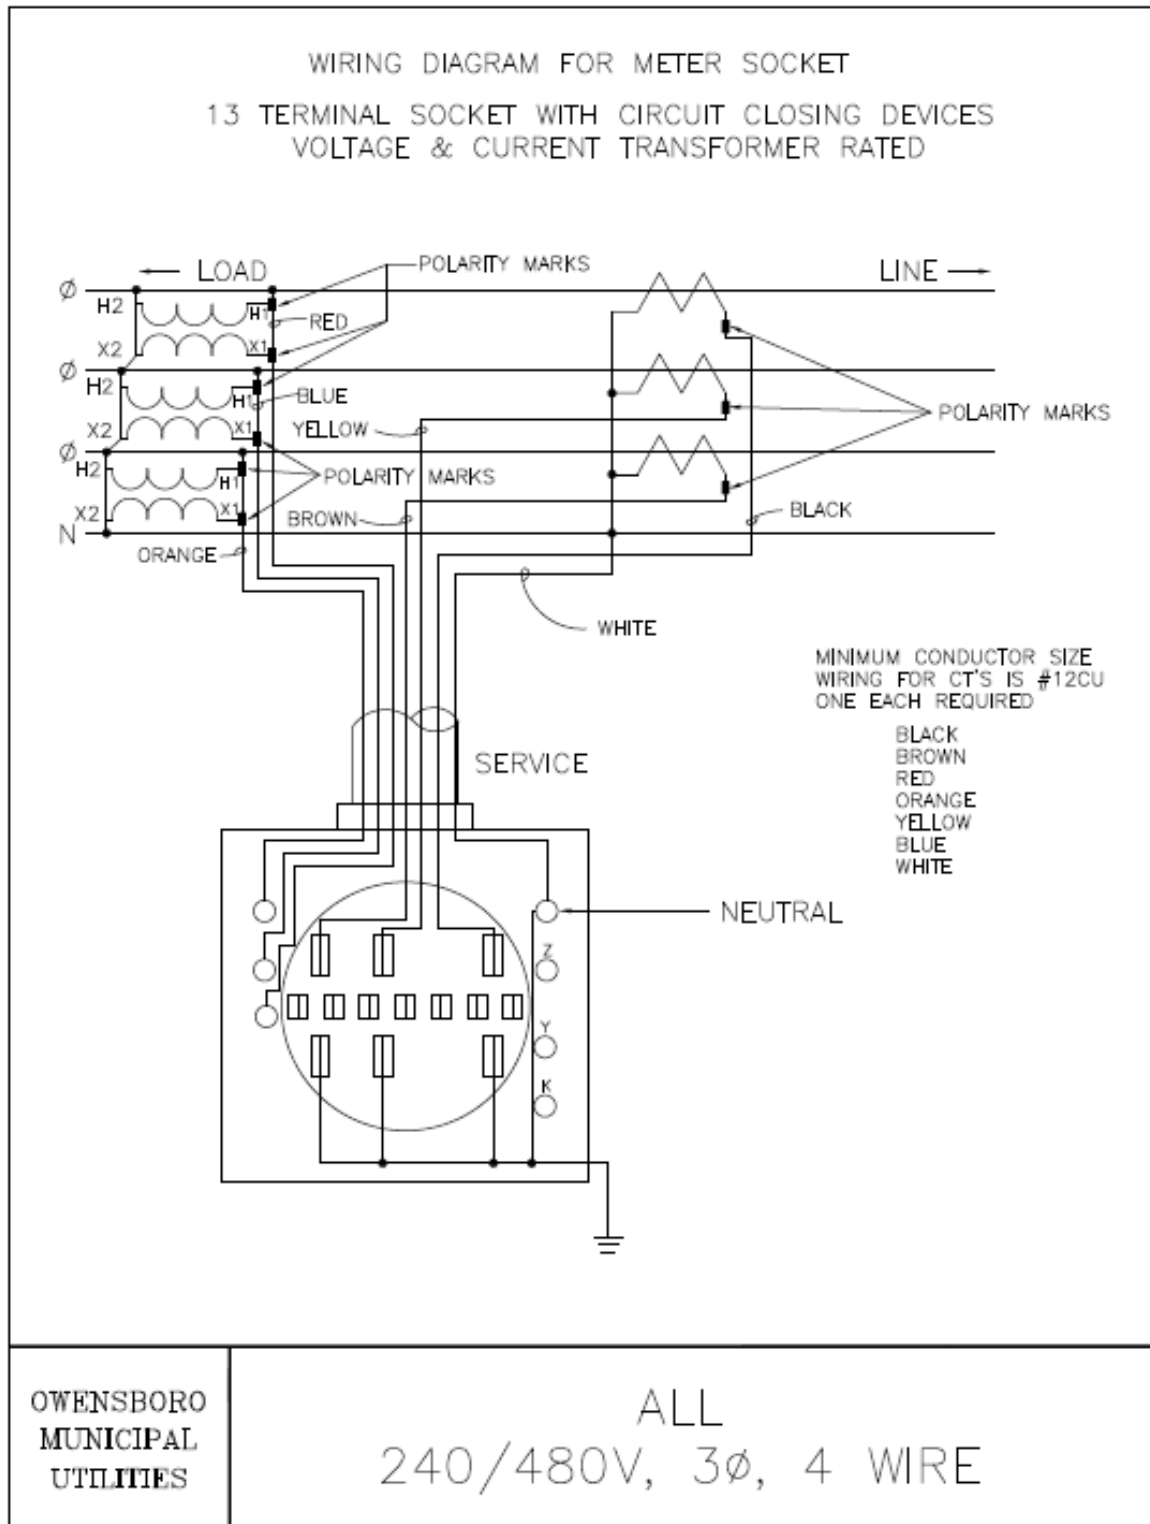 WIRING DIAGRAM FOR METER SOCKET
13 TERMINAL SOCKET WITH CIRCUIT CLOSING DEVICES
VOLTAGE & CURRENT TRANSFORMER RATED
LOAD
POLARITY MARKS
LINE
Ø
H2
H1
RED
X2
X1
Ø
H2
H1
BLUE
X2
X1
YELLOW
POLARITY MARKS
Ø
H2
H1
POLARITY MARKS
X2
X1
BROWN
BLACK
N
ORANGE
WHITE
MINIMUM CONDUCTOR SIZE
WIRING FOR CT'S IS #12CU
ONE EACH REQUIRED
BLACK
BROWN
RED
ORANGE
YELLOW
BLUE
WHITE
SERVICE
NEUTRAL
Z
Y
K
OWENSBORO
MUNICIPAL
UTILITIES
ALL
240/480V, 3Ø, 4 WIRE